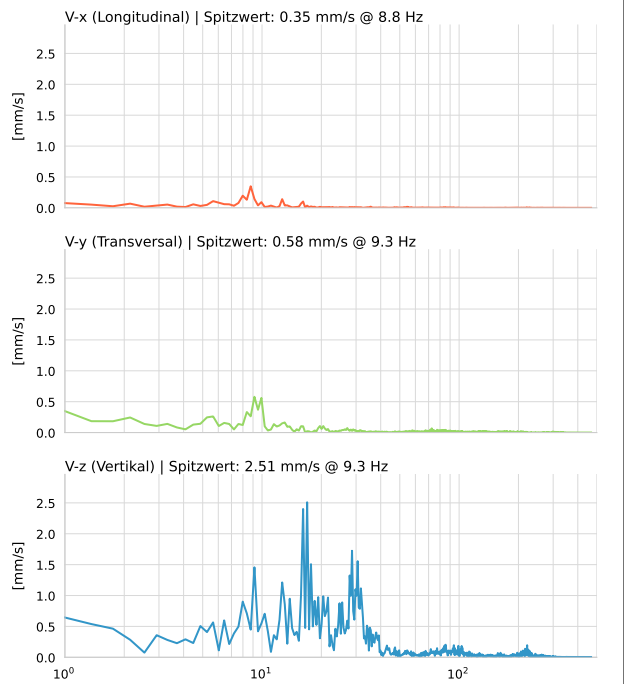 V-x (Longitudinal) | Spitzwert: 0.35 mm/s @ 8.8 Hz
2.5
2.0
1.5
1.0
0.5
0.0
[mm/s]
V-y (Transversal) | Spitzwert: 0.58 mm/s @ 9.3 Hz
2.5
2.0
1.5
1.0
0.5
0.0
[mm/s]
V-z (Vertikal) | Spitzwert: 2.51 mm/s @ 9.3 Hz
2.5
2.0
1.5
1.0
0.5
0.0
[mm/s]
10⁰ 10¹ 10²